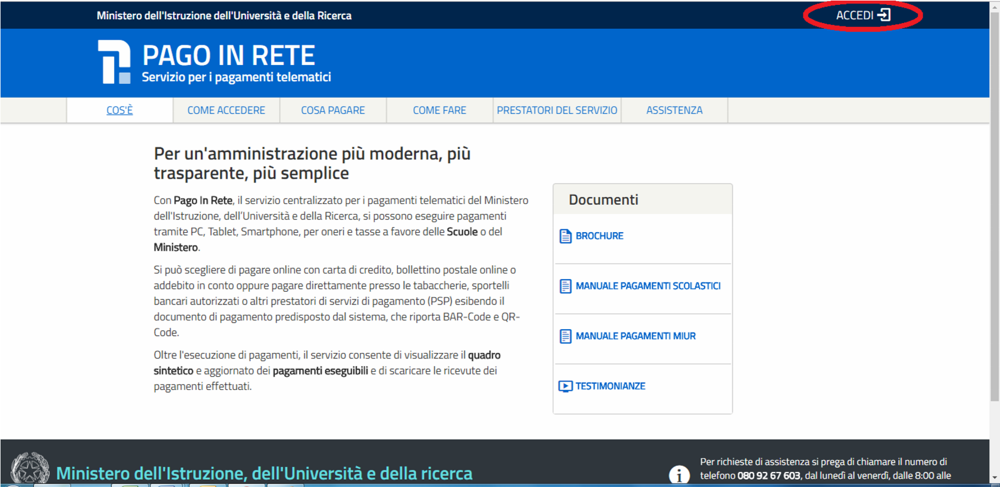 Ministero dell'Istruzione dell'Università e della Ricerca
ACCEDI
PAGO IN RETE
Servizio per i pagamenti telematici
COS'È
COME ACCEDERE
COSA PAGARE
COME FARE
PRESTATORI DEL SERVIZIO
ASSISTENZA
Per un'amministrazione più moderna, più
trasparente, più semplice
Con Pago In Rete, il servizio centralizzato per i pagamenti telematici del Ministero
dell'Istruzione, dell’Università e della Ricerca, si possono eseguire pagamenti
tramite PC, Tablet, Smartphone, per oneri e tasse a favore delle Scuole o del
Ministero.
Si può scegliere di pagare online con carta di credito, bollettino postale online o
addebito in conto oppure pagare direttamente presso le tabaccherie, sportelli
bancari autorizzati o altri prestatori di servizi di pagamento (PSP) esibendo il
documento di pagamento predisposto dal sistema, che riporta BAR-Code e QR-
Code.
Oltre l'esecuzione di pagamenti, il servizio consente di visualizzare il quadro
sintetico e aggiornato dei pagamenti eseguibili e di scaricare le ricevute dei
pagamenti effettuati.
Documenti
BROCHURE
MANUALE PAGAMENTI SCOLASTICI
MANUALE PAGAMENTI MIUR
TESTIMONIANZE
Ministero dell'Istruzione, dell'Università e della ricerca
Per richieste di assistenza si prega di chiamare il numero di
telefono 080 92 67 603, dal lunedì al venerdì, dalle 8:00 alle